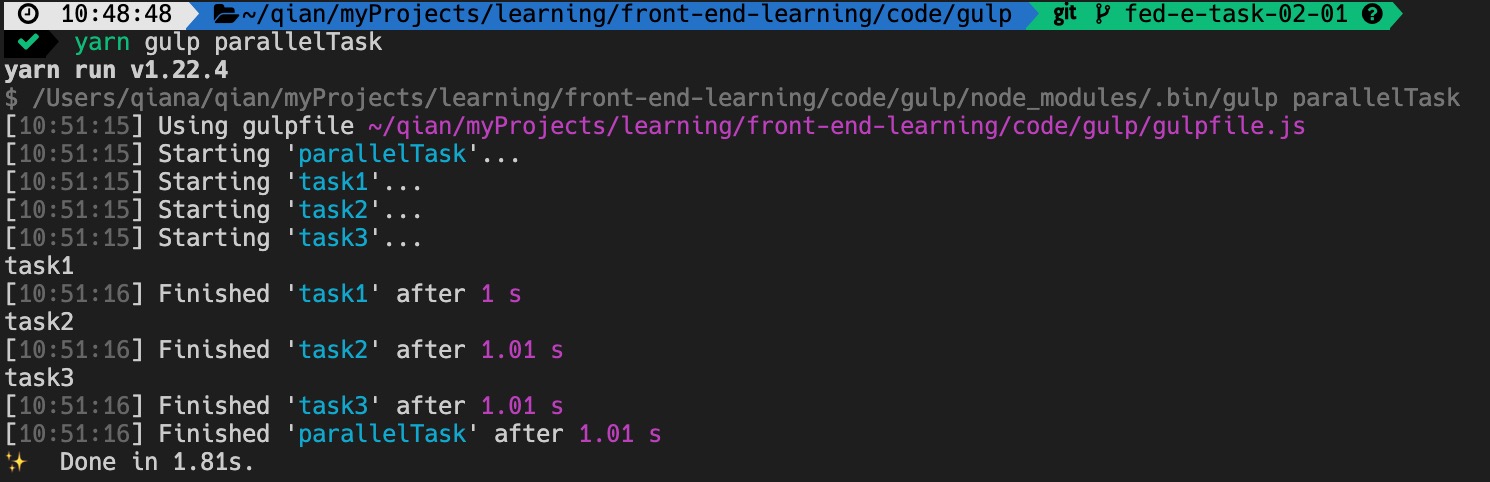 10:48:48 ~/qian/myProjects/learning/front-end-learning/code/gulp git fed-e-task-02-01 ?
✔ yarn gulp parallelTask
yarn run v1.22.4
$ /Users/qiana/qian/myProjects/learning/front-end-learning/code/gulp/node_modules/.bin/gulp parallelTask
[10:51:15] Using gulpfile ~/qian/myProjects/learning/front-end-learning/code/gulp/gulpfile.js
[10:51:15] Starting 'parallelTask'...
[10:51:15] Starting 'task1'...
[10:51:15] Starting 'task2'...
[10:51:15] Starting 'task3'...
task1
[10:51:16] Finished 'task1' after 1 s
task2
[10:51:16] Finished 'task2' after 1.01 s
task3
[10:51:16] Finished 'task3' after 1.01 s
[10:51:16] Finished 'parallelTask' after 1.01 s
✨ Done in 1.81s.